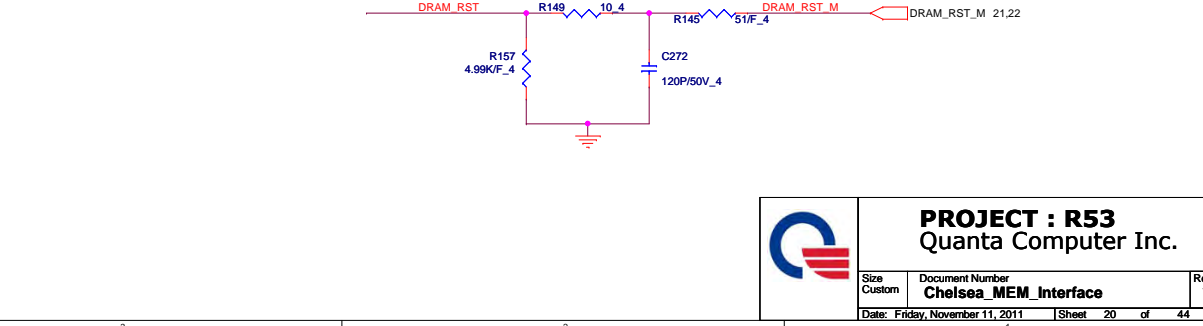 DRAM_RST R149 10_4 DRAM_RST_M
R145 51/F_4 DRAM_RST_M 21,22
R157 C272
4.99K/F_4
120P/50V_4
PROJECT : R53
Quanta Computer Inc.
Size Document Number
Custom Chelsea_MEM_Interface
Date: Friday, November 11, 2011 Sheet 20 of 44